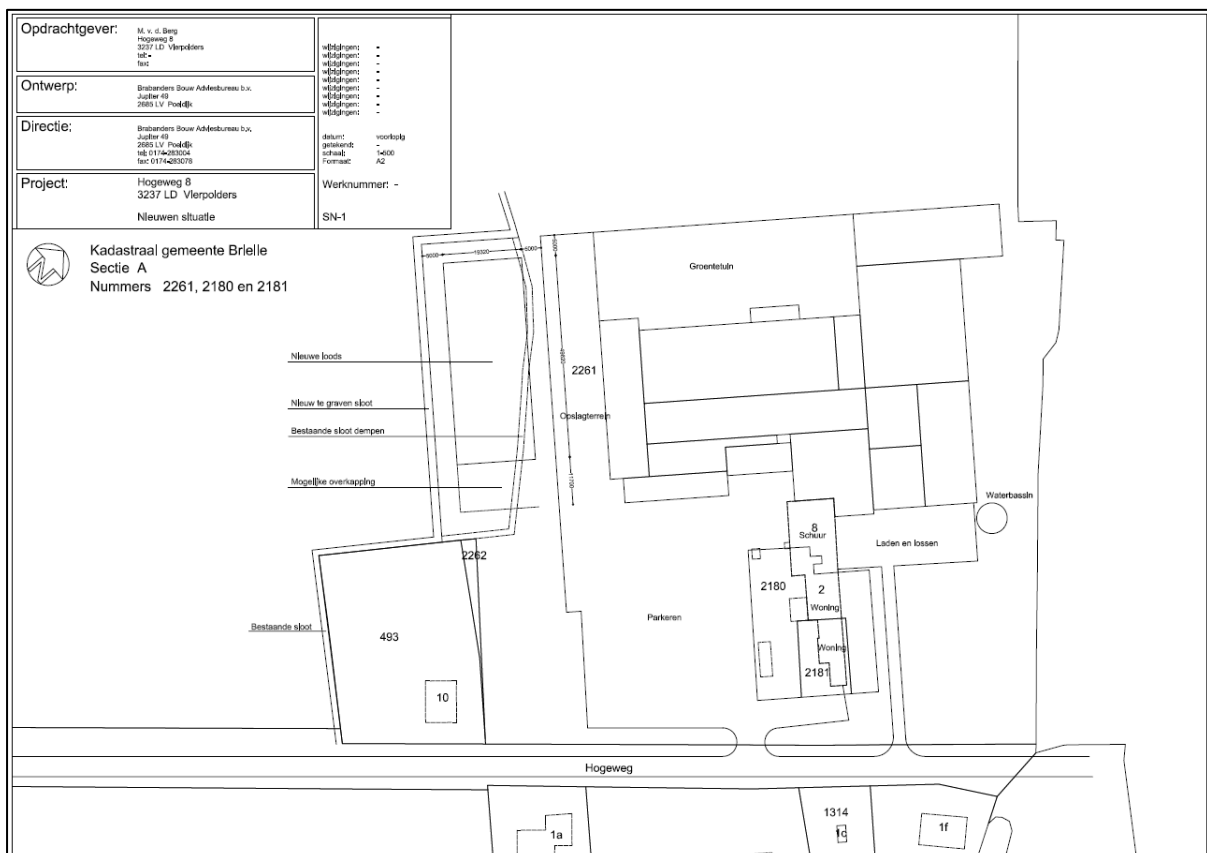 Opdrachtgever:
M. v. d. Berg
Hogeweg 8
3237 LD Vierpolders
tel: -
fax:
wijzigingen: -
wijzigingen: -
wijzigingen: -
wijzigingen: -
wijzigingen: -
wijzigingen: -
wijzigingen: -
wijzigingen: -
wijzigingen: -
Ontwerp:
Brabanders Bouw Adviesbureau b.v.
Jupiter 49
2685 LV Poeldijk
Directie:
Brabanders Bouw Adviesbureau b.v.
Jupiter 49
2685 LV Poeldijk
tel: 0174-283004
fax: 0174-283078
datum: voorlopig
getekend: -
schaal: 1-500
Formaat: A2
Project:
Hogeweg 8
3237 LD Vierpolders
Nieuwen situatie
Werknummer: -
SN-1
Kadastraal gemeente Brielle
Sectie A
Nummers 2261, 2180 en 2181
5000
5000
5000
Groentetuin
Nieuwe loods
2261
Nieuw te graven sloot
Opslagterrein
Bestaande sloot dempen
Mogelijke overkapping
Waterbassin
8
Schuur
Laden en lossen
2262
2180
2
Woning
Parkeren
Bestaande sloot
493
Woning
2181
10
Hogeweg
1314
1a
1c
1f